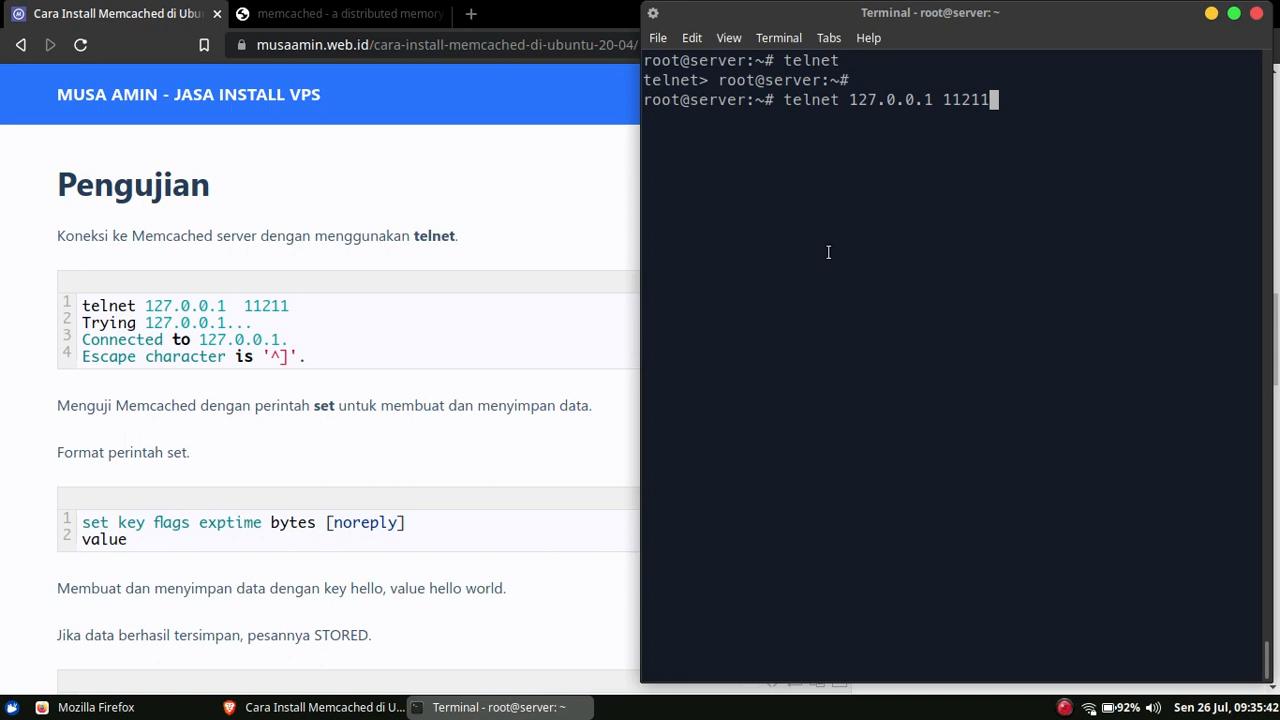 Cara Install Memcached di Ubu
memcached - a distributed memory
musaamin.web.id/cara-install-memcached-di-ubuntu-20-04/
MUSA AMIN - JASA INSTALL VPS
Pengujian
Koneksi ke Memcached server dengan menggunakan telnet.
1 telnet 127.0.0.1  11211
2 Trying 127.0.0.1...
3 Connected to 127.0.0.1.
4 Escape character is '^]'.
Menguji Memcached dengan perintah set untuk membuat dan menyimpan data.
Format perintah set.
1 set key flags exptime bytes [noreply]
2 value
Membuat dan menyimpan data dengan key hello, value hello world.
Jika data berhasil tersimpan, pesannya STORED.
Terminal - root@server: ~
File Edit View Terminal Tabs Help
root@server:~# telnet
telnet> root@server:~#
root@server:~# telnet 127.0.0.1 11211
Mozilla Firefox
Cara Install Memcached di U...
Terminal - root@server: ~
92%
Sen 26 Jul, 09:35:42